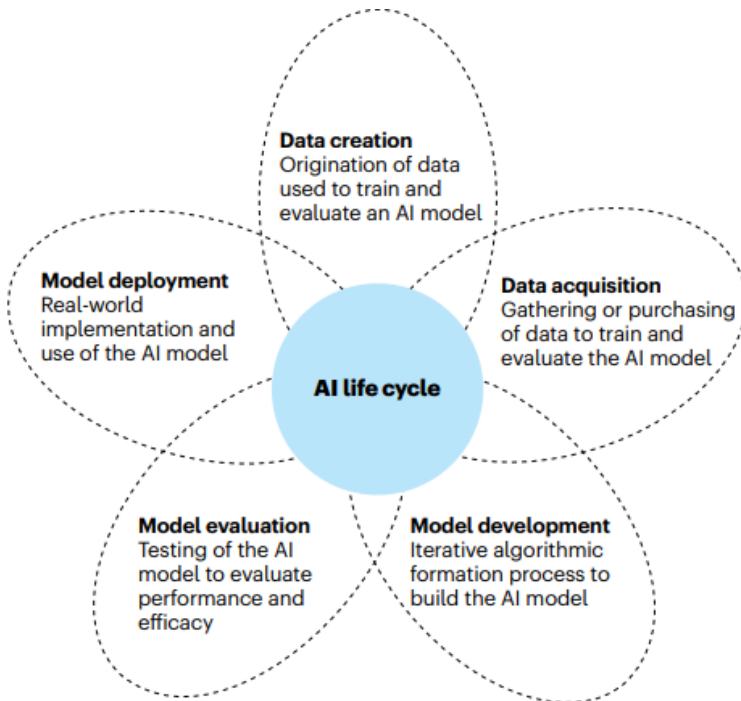 Data creation
Origination of data
used to train and
evaluate an AI model
Data acquisition
Gathering or purchasing
of data to train and
evaluate the AI model
Model development
Iterative algorithmic
formation process to
build the AI model
Model evaluation
Testing of the AI
model to evaluate
performance and
efficacy
Model deployment
Real-world
implementation and
use of the AI model
AI life cycle